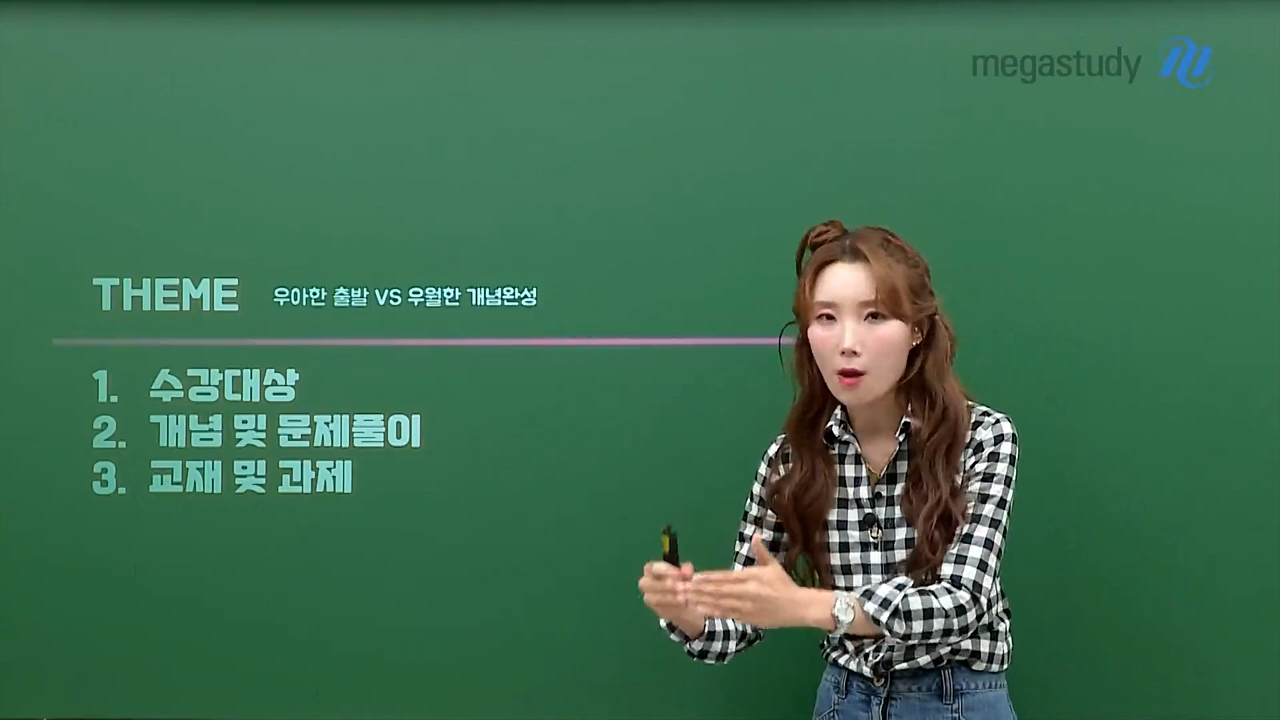 megastudy
THEME 우아한 출발 VS 우월한 개념완성
1. 수강대상
2. 개념 및 문제풀이
3. 교재 및 과제